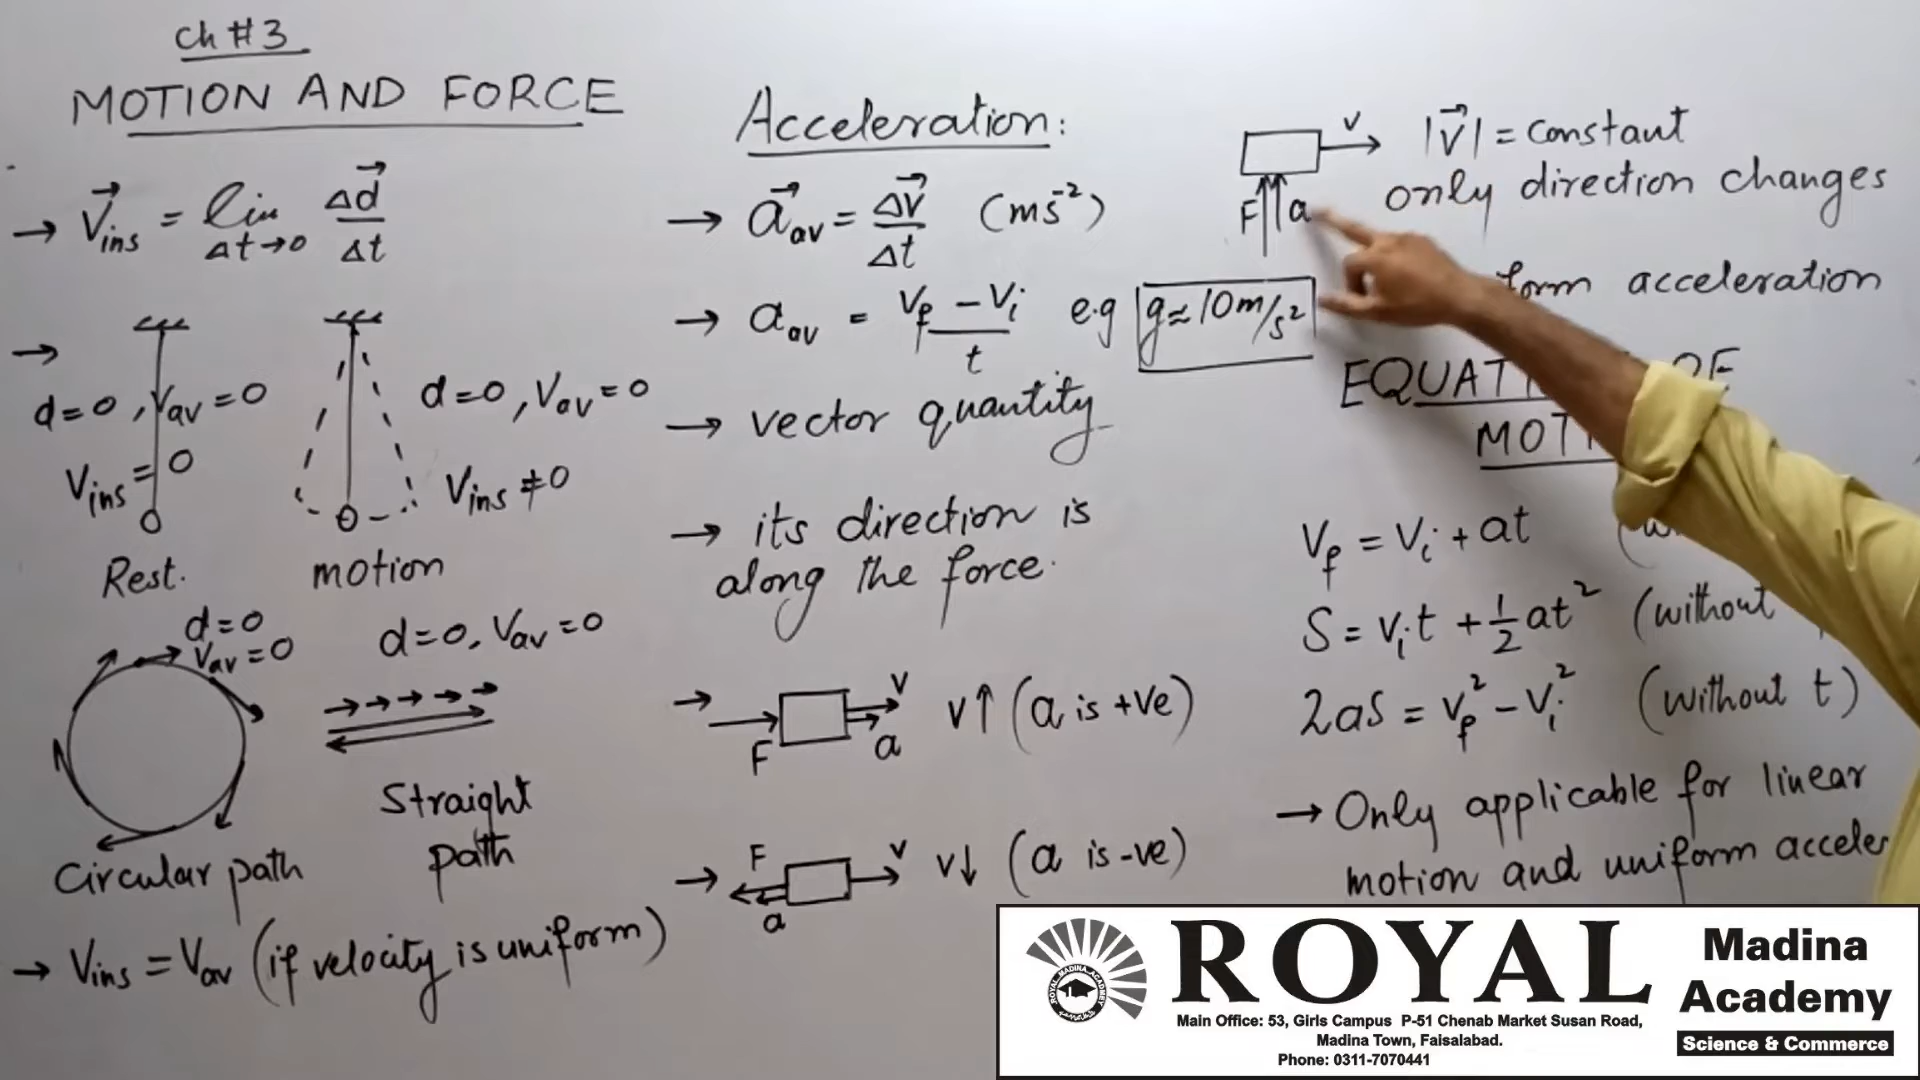 Ch # 3
MOTION AND FORCE
→ V⃗ins = lim Δt→0 Δd⃗/Δt
→
d=0, Vav=0
Vins=0
Rest.
d=0, Vav=0
Vins≠0
motion
d=0
Vav=0
Circular path
d=0, Vav=0
Straight
path
→ Vins = Vav (if velocity is uniform)
Acceleration:
→ a⃗av = Δv⃗/Δt (ms⁻²)
→ aav = Vf - Vi / t e.g g≈10m/s²
→ vector quantity
→ its direction is
along the force.
→ F v a v↑ (a is +ve)
→ F a v v↓ (a is -ve)
v
F a
|v⃗| = constant
only direction changes
form acceleration
MOT
Vf = Vi + at
S = Vit + ½at² (without
2aS = Vf² - Vi² (without t)
→ Only applicable for linear
motion and uniform acceler
ROYAL
Madina
Academy
Science & Commerce
Main Office: 53, Girls Campus P-51 Chenab Market Susan Road,
Madina Town, Faisalabad.
Phone: 0311-7070441